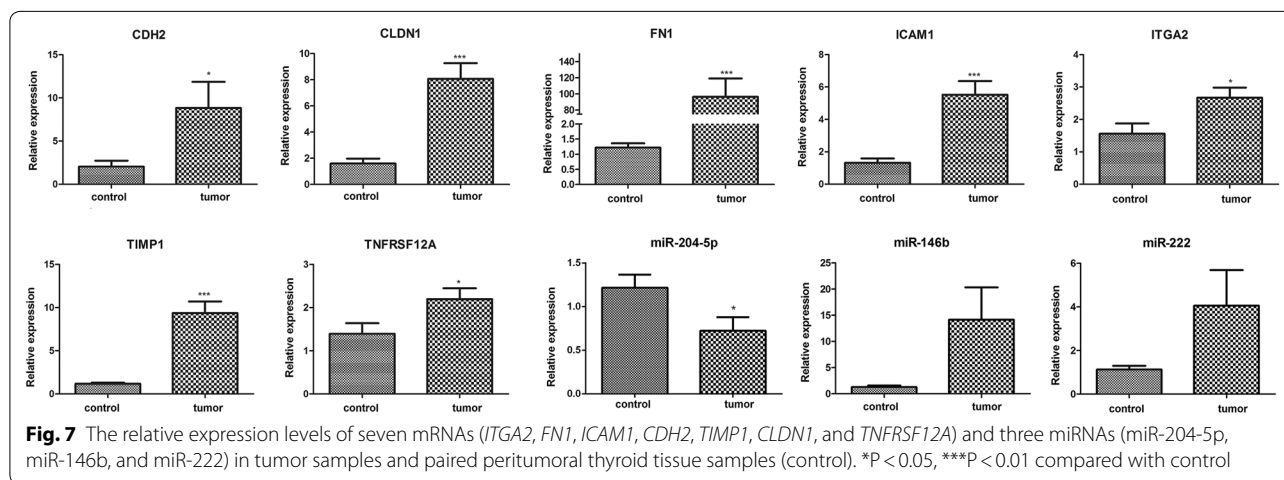 CDH2
CLDN1
FN1
ICAM1
ITGA2
Relative expression
15
10
5
0
control
tumor
*
Relative expression
10
8
6
4
2
0
control
tumor
***
Relative expression
140
120
100
80
60
2.0
1.5
1.0
0.5
0.0
control
tumor
***
Relative expression
8
6
4
2
0
control
tumor
***
Relative expression
4
3
2
1
0
control
tumor
*
TIMP1
TNFRSF12A
miR-204-5p
miR-146b
miR-222
Relative expression
15
10
5
0
control
tumor
***
Relative expression
3
2
1
0
control
tumor
*
Relative expression
1.5
1.0
0.5
0.0
control
tumor
*
Relative expression
25
20
15
10
5
0
control
tumor
Relative expression
6
4
2
0
control
tumor
Fig. 7 The relative expression levels of seven mRNAs (ITGA2, FN1, ICAM1, CDH2, TIMP1, CLDN1, and TNFRSF12A) and three miRNAs (miR-204-5p,
miR-146b, and miR-222) in tumor samples and paired peritumoral thyroid tissue samples (control). *P < 0.05, ***P < 0.01 compared with control